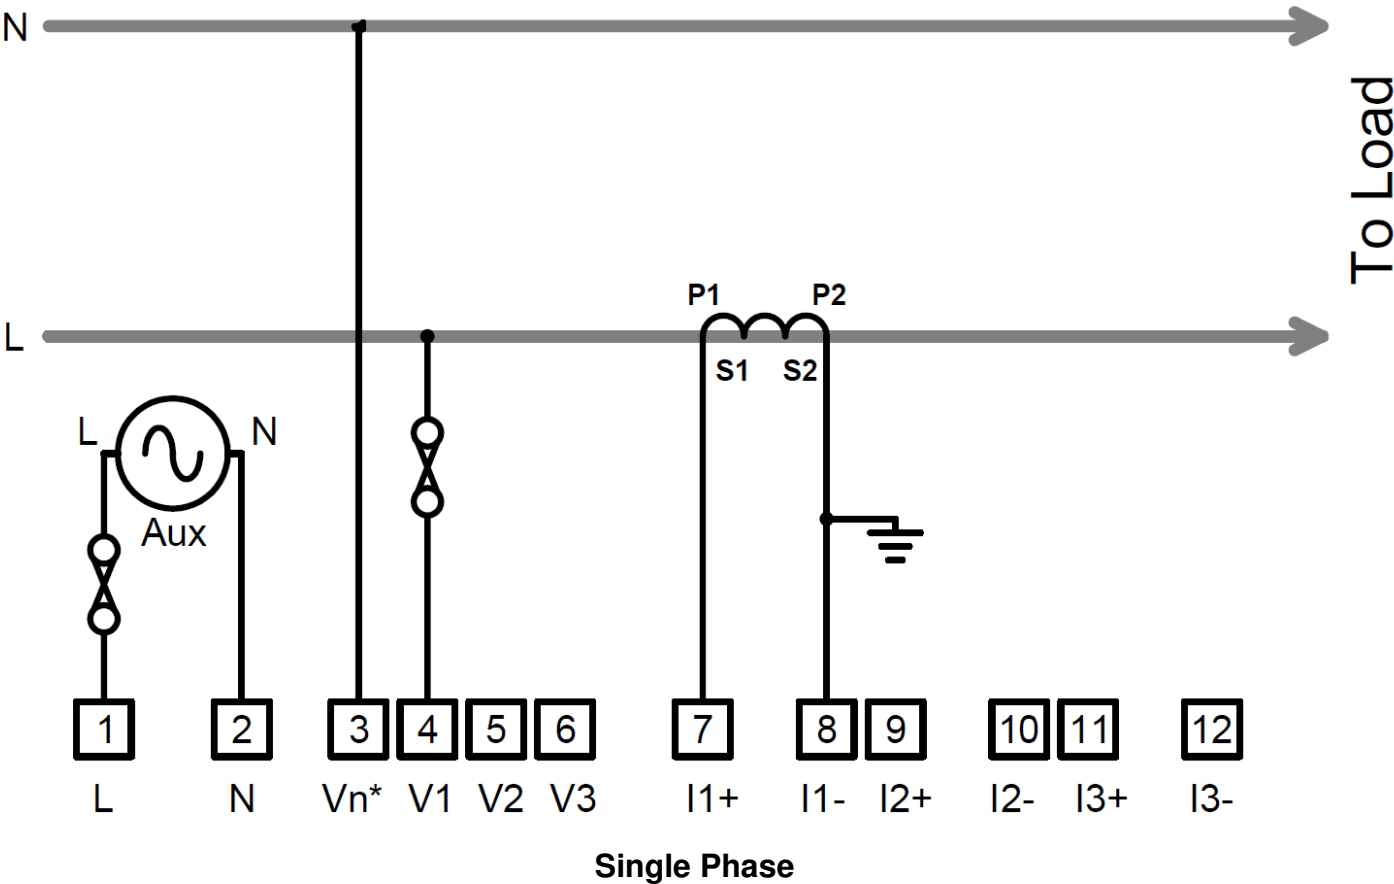 N
To Load
P1 P2
L
S1 S2
L N
Aux
1 2 3 4 5 6 7 8 9 10 11 12
L N Vn* V1 V2 V3 I1+ I1- I2+ I2- I3+ I3-
Single Phase